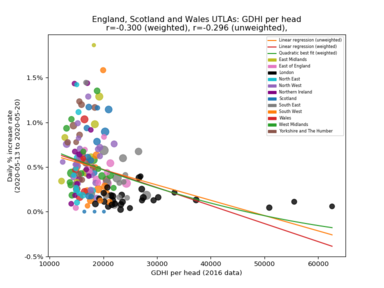 England, Scotland and Wales UTLAs: GDHI per head
r=-0.300 (weighted), r=-0.296 (unweighted),
Linear regression (unweighted)
Linear regression (weighted)
Quadratic best fit (weighted)
East Midlands
East of England
London
North East
North West
Northern Ireland
Scotland
South East
South West
Wales
West Midlands
Yorkshire and The Humber
Daily % increase rate
(2020-05-13 to 2020-05-20)
1.5%
1.0%
0.5%
0.0%
-0.5%
10000 20000 30000 40000 50000 60000
GDHI per head (2016 data)